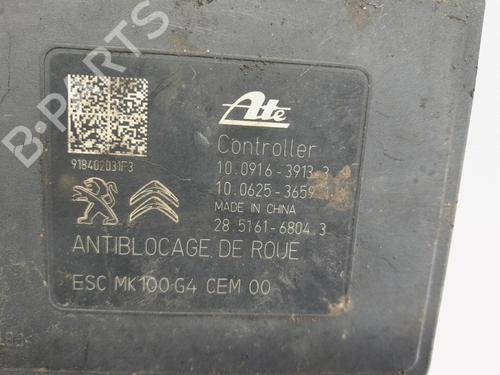 B-PARTS
Ate
Controller
918402031F3
10.0916-3913.3
10.0625-3659.
MADE IN CHINA
28.5161-6804.3
ANTIBLOCAGE DE ROUE
ESC MK100 G4 CEM 00